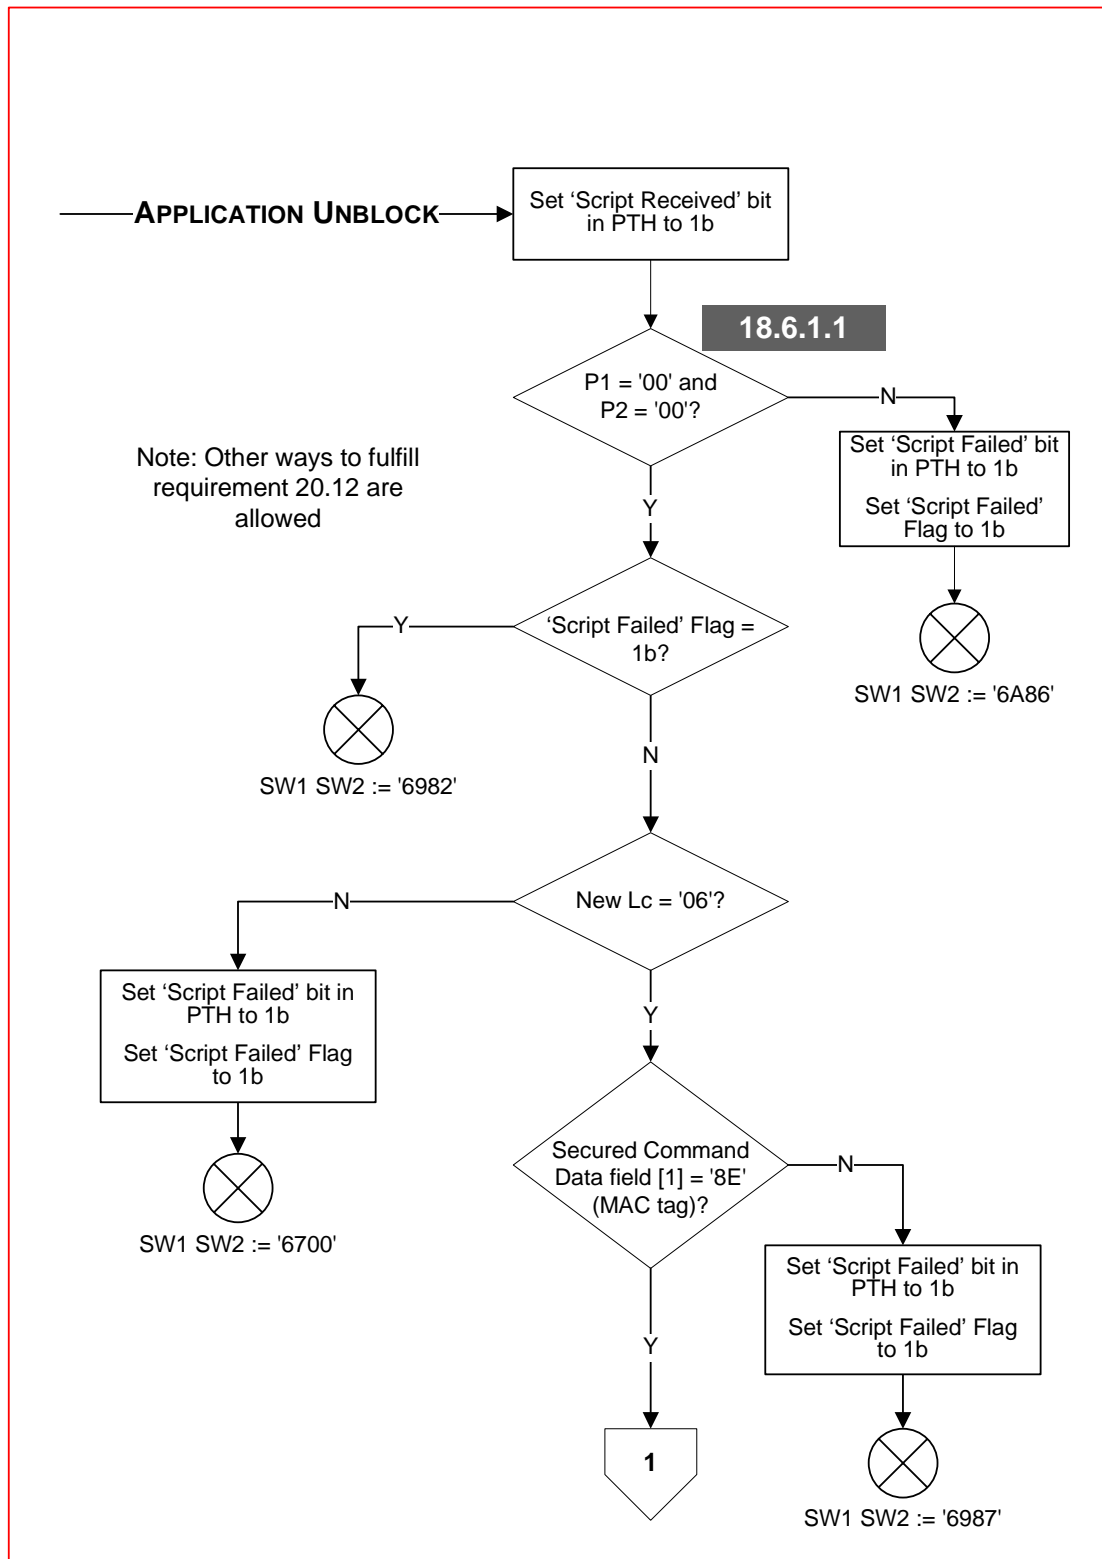 APPLICATION UNBLOCK
Set ‘Script Received’ bit
in PTH to 1b
18.6.1.1
P1 = '00' and
P2 = '00'?
N
Set ‘Script Failed’ bit
in PTH to 1b
Set ‘Script Failed’
Flag to 1b
Note: Other ways to fulfill
requirement 20.12 are
allowed
Y
‘Script Failed’ Flag =
1b?
Y
SW1 SW2 := '6A86'
N
SW1 SW2 := '6982'
New Lc = '06'?
N
Set ‘Script Failed’ bit in
PTH to 1b
Set ‘Script Failed’ Flag
to 1b
Y
Secured Command
Data field [1] = '8E'
(MAC tag)?
N
SW1 SW2 := '6700'
Set ‘Script Failed’ bit in
PTH to 1b
Set ‘Script Failed’ Flag
to 1b
Y
1
SW1 SW2 := '6987'